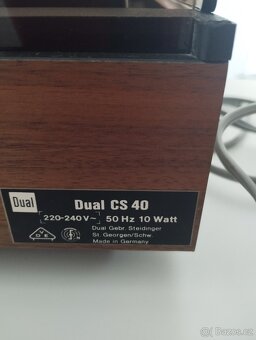 Dual
Dual CS 40
220-240V~ 50 Hz 10 Watt
Dual Gebr. Steidinger
St. Georgen/Schw.
Made in Germany
bazoš.cz